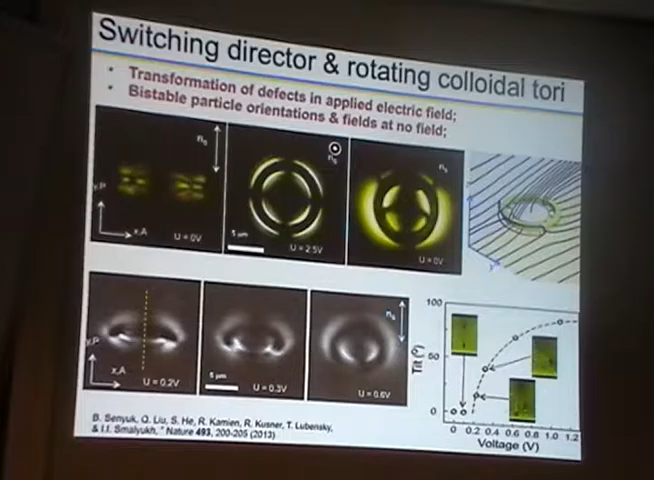 Switching director & rotating colloidal tori
• Transformation of defects in applied electric field;
• Bistable particle orientations & fields at no field;
n₀
y,P
x,A
U = 0V
n₀
5 µm
U = 2.5V
n₀
U = 0V
y,P
x,A
U = 0.2V
5 µm
U = 0.3V
n₀
U = 0.6V
Tilt (°)
100
50
0
0 0.2 0.4 0.6 0.8 1.0 1.2
Voltage (V)
B. Senyuk, Q. Liu, S. He, R. Kamien, R. Kusner, T. Lubensky,
& I.I. Smalyukh, " Nature 493, 200-205 (2013)